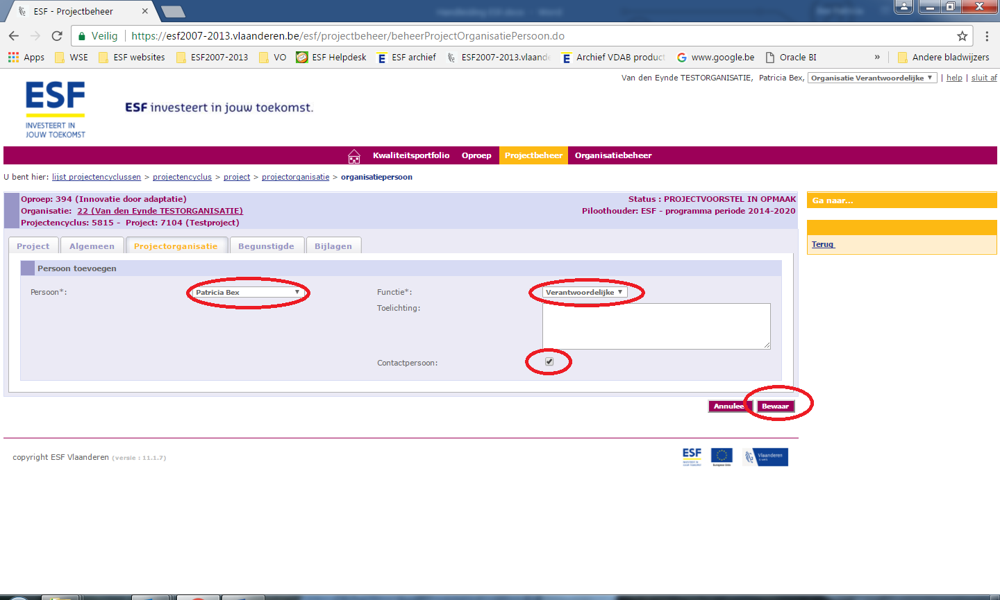 ESF - Projectbeheer
Veilig | https://esf2007-2013.vlaanderen.be/esf/projectbeheer/beheerProjectOrganisatiePersoon.do
Apps WSE ESF websites ESF2007-2013 VO ESF Helpdesk ESF archief ESF2007-2013.vlaande Archief VDAB product www.google.be Oracle BI » Andere bladwijzers
Van den Eynde TESTORGANISATIE, Patricia Bex, Organisatie Verantwoordelijke | help | sluit af
ESF
INVESTEERT IN
JOUW TOEKOMST
ESF investeert in jouw toekomst.
Kwaliteitsportfolio Oproep Projectbeheer Organisatiebeheer
U bent hier: lijst projectencyclussen > projectencyclus > project > projectorganisatie > organisatiepersoon
Oproep: 394 (Innovatie door adaptatie)
Status : PROJECTVOORSTEL IN OPMAAK
Organisatie: 22 (Van den Eynde TESTORGANISATIE)
Piloothouder: ESF - programma periode 2014-2020
Projectencyclus: 5815 - Project: 7104 (Testproject)
Ga naar...
Terug
Project Algemeen Projectorganisatie Begunstigde Bijlagen
Persoon toevoegen
Persoon*: Patricia Bex
Functie*: Verantwoordelijke
Toelichting:
Contactpersoon:
Annuleer Bewaar
copyright ESF Vlaanderen (versie : 11.1.7)
ESF
Vlaanderen